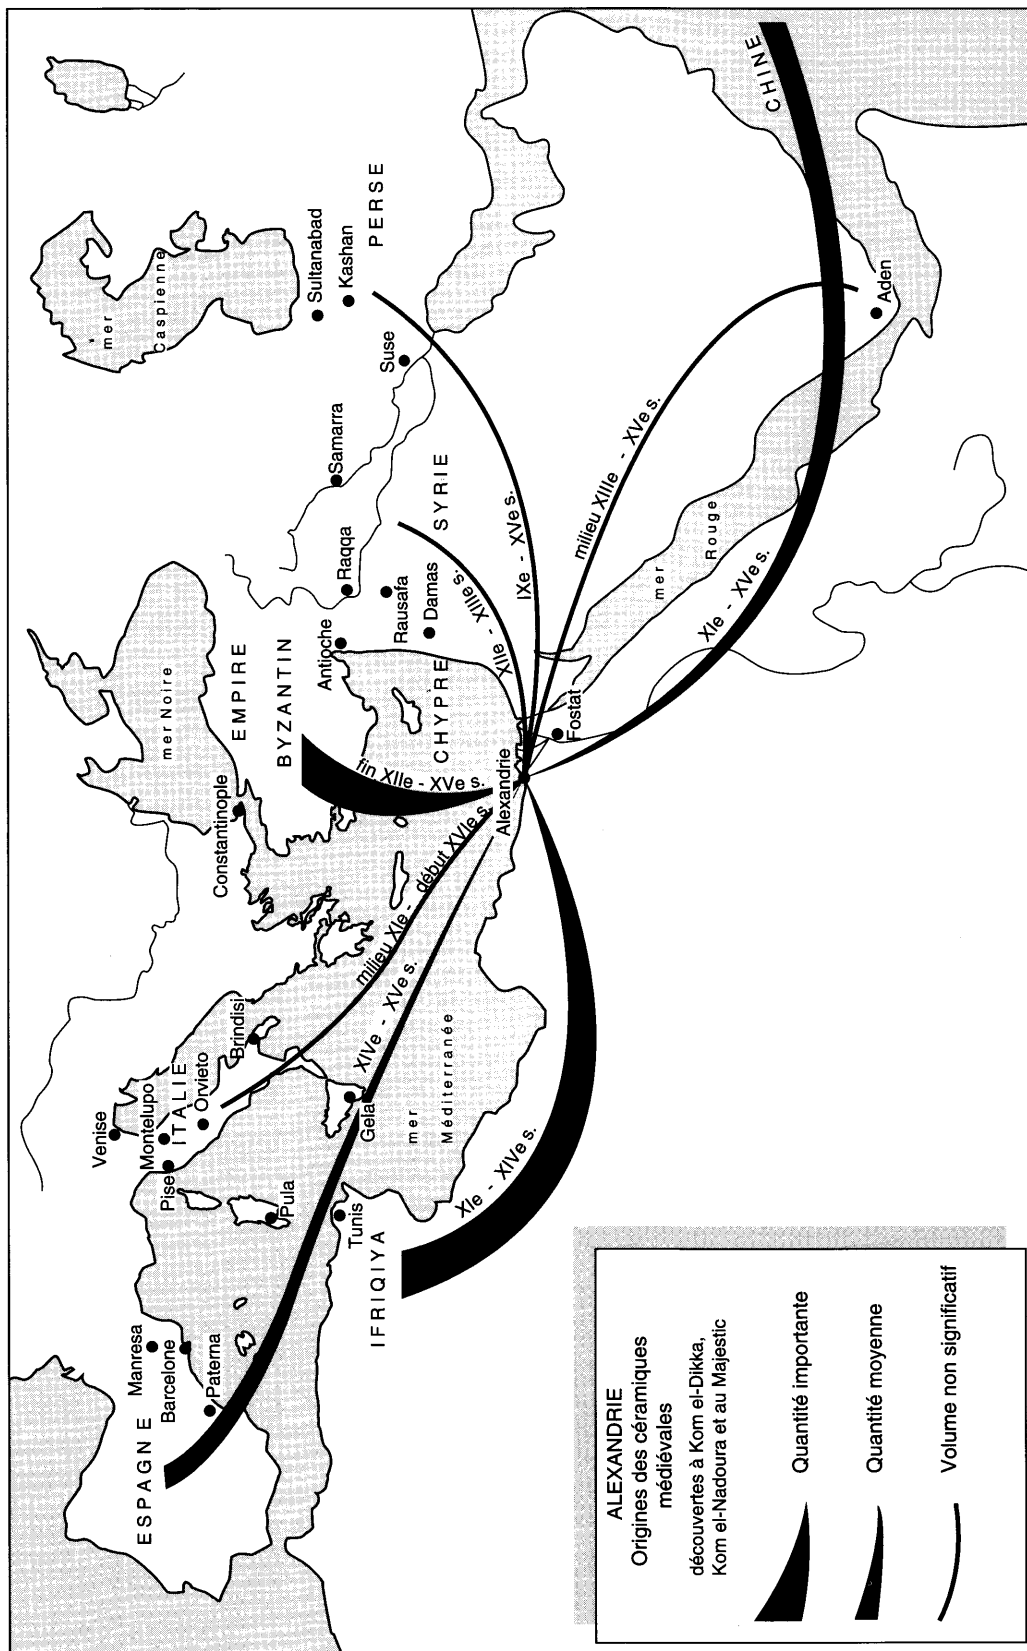 ALEXANDRIE
Origines des céramiques
médiévales
découvertes à Kom el-Dikka,
Kom el-Nadoura et au Majestic
Quantité importante
Quantité moyenne
Volume non significatif
ESPAGNE
Manresa
Barcelone
Paterna
Venise
Montelupo
Pise
ITALIE
Orvieto
Brindisi
Pula
Gela
Tunis
IFRIQIYA
mer
Méditerranée
XIe - XIVe s.
XIVe - XVe s.
milieu XIe - début XVIe s.
fin XIIe - XVe s.
Constantinople
mer Noire
EMPIRE
BYZANTIN
CHYPRE
Alexandrie
Fostat
Antioche
Raqqa
Rausafa
Damas
SYRIE
XIIe - XIIIe s.
Samarra
Suse
Sultanabad
Kashan
PERSE
mer
Caspienne
IXe - XVe s.
milieu XIIIe - XVe s.
mer
Rouge
XIe - XVe s.
Aden
CHINE